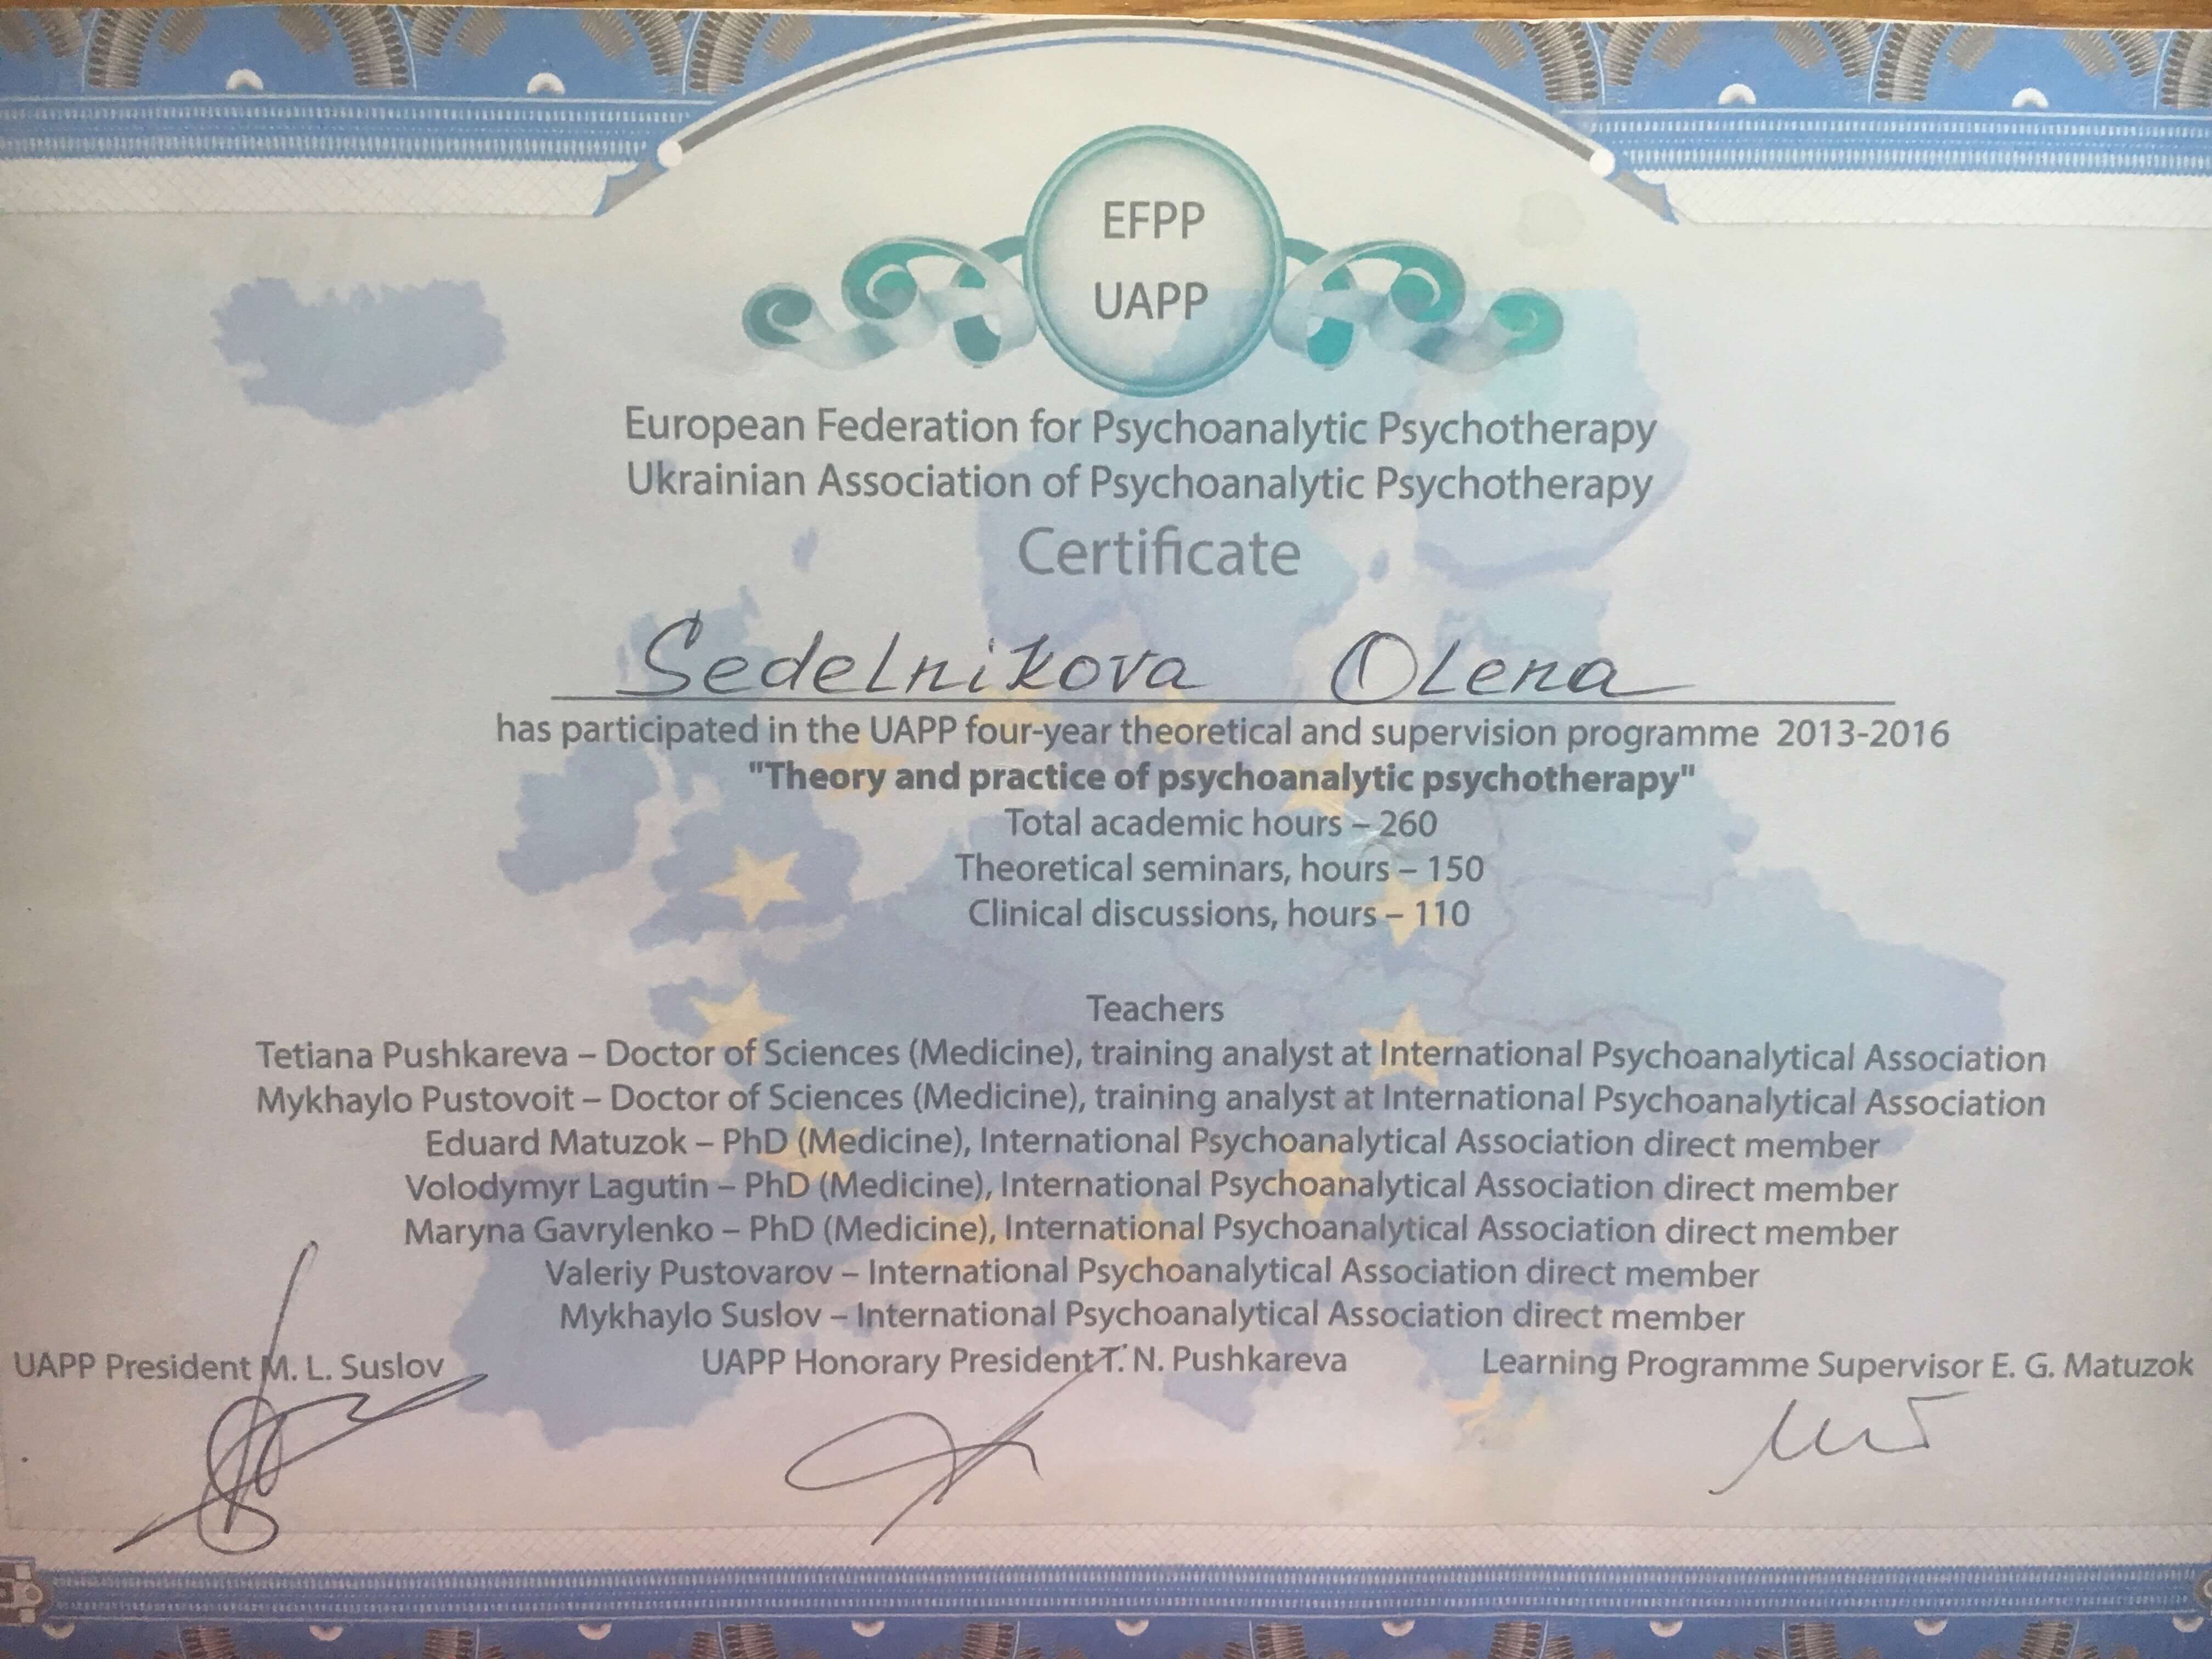 EFPP
UAPP
European Federation for Psychoanalytic Psychotherapy
Ukrainian Association of Psychoanalytic Psychotherapy
Certificate
Sedelnikova Olena
has participated in the UAPP four-year theoretical and supervision programme 2013-2016
"Theory and practice of psychoanalytic psychotherapy"
Total academic hours – 260
Theoretical seminars, hours – 150
Clinical discussions, hours – 110
Teachers
Tetiana Pushkareva – Doctor of Sciences (Medicine), training analyst at International Psychoanalytical Association
Mykhaylo Pustovoit – Doctor of Sciences (Medicine), training analyst at International Psychoanalytical Association
Eduard Matuzok – PhD (Medicine), International Psychoanalytical Association direct member
Volodymyr Lagutin – PhD (Medicine), International Psychoanalytical Association direct member
Maryna Gavrylenko – PhD (Medicine), International Psychoanalytical Association direct member
Valeriy Pustovarov – International Psychoanalytical Association direct member
Mykhaylo Suslov – International Psychoanalytical Association direct member
UAPP President M. L. Suslov UAPP Honorary President T. N. Pushkareva Learning Programme Supervisor E. G. Matuzok